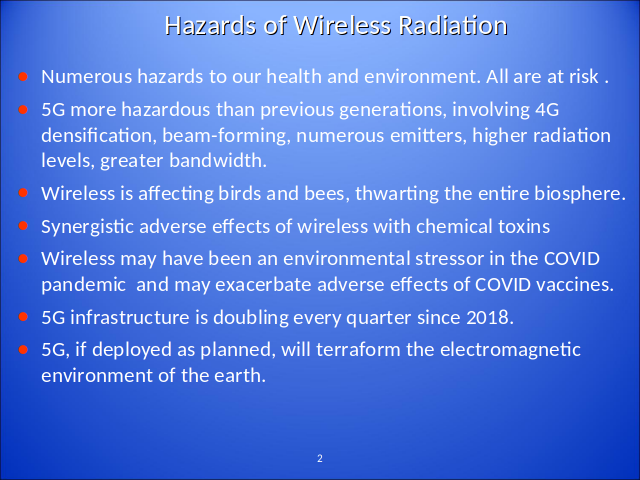 Hazards of Wireless Radiation
Numerous hazards to our health and environment. All are at risk .
5G more hazardous than previous generations, involving 4G
densification, beam-forming, numerous emitters, higher radiation
levels, greater bandwidth.
Wireless is affecting birds and bees, thwarting the entire biosphere.
Synergistic adverse effects of wireless with chemical toxins
Wireless may have been an environmental stressor in the COVID
pandemic  and may exacerbate adverse effects of COVID vaccines.
5G infrastructure is doubling every quarter since 2018.
5G, if deployed as planned, will terraform the electromagnetic
environment of the earth.
2